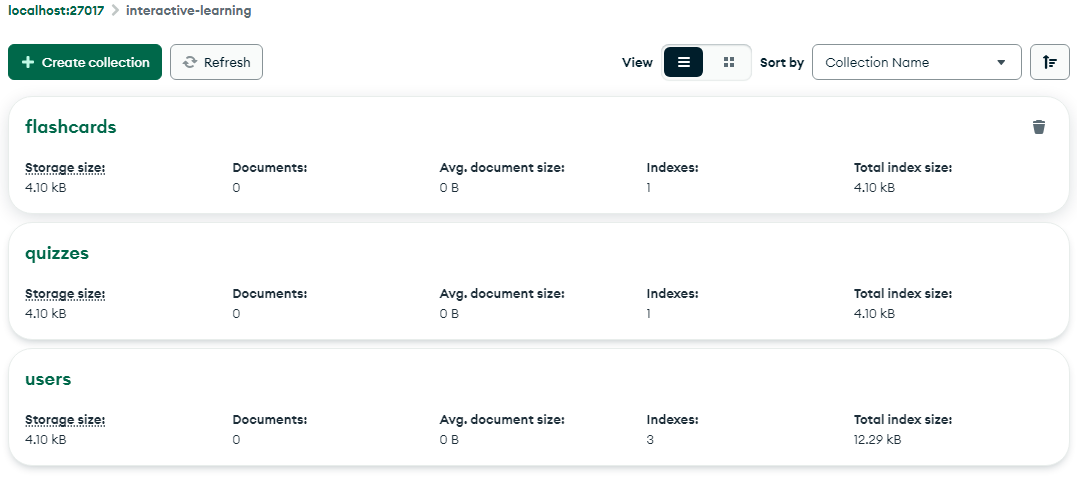 localhost:27017 > interactive-learning
+ Create collection Refresh View Sort by Collection Name
flashcards
Storage size: Documents: Avg. document size: Indexes: Total index size:
4.10 kB 0 0 B 1 4.10 kB
quizzes
Storage size: Documents: Avg. document size: Indexes: Total index size:
4.10 kB 0 0 B 1 4.10 kB
users
Storage size: Documents: Avg. document size: Indexes: Total index size:
4.10 kB 0 0 B 3 12.29 kB